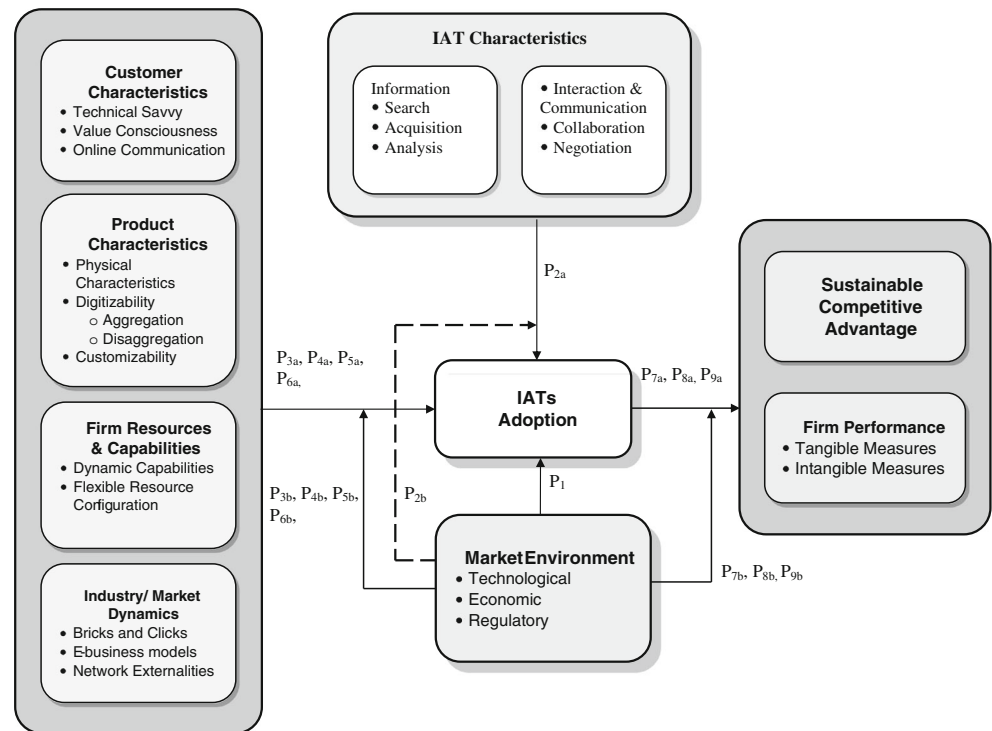 Customer
Characteristics
• Technical Savvy
• Value Consciousness
• Online Communication
Product
Characteristics
• Physical
Characteristics
• Digitizability
o Aggregation
o Disaggregation
• Customizability
Firm Resources
& Capabilities
• Dynamic Capabilities
• Flexible Resource
Configuration
Industry/ Market
Dynamics
• Bricks and Clicks
• E-business models
• Network Externalities
IAT Characteristics
Information
• Search
• Acquisition
• Analysis
• Interaction &
Communication
• Collaboration
• Negotiation
P2a
P3a, P4a, P5a,
P6a,
IATs
Adoption
P7a, P8a, P9a
P3b, P4b, P5b,
P6b,
P2b
P1
Market Environment
• Technological
• Economic
• Regulatory
P7b, P8b, P9b
Sustainable
Competitive
Advantage
Firm Performance
• Tangible Measures
• Intangible Measures